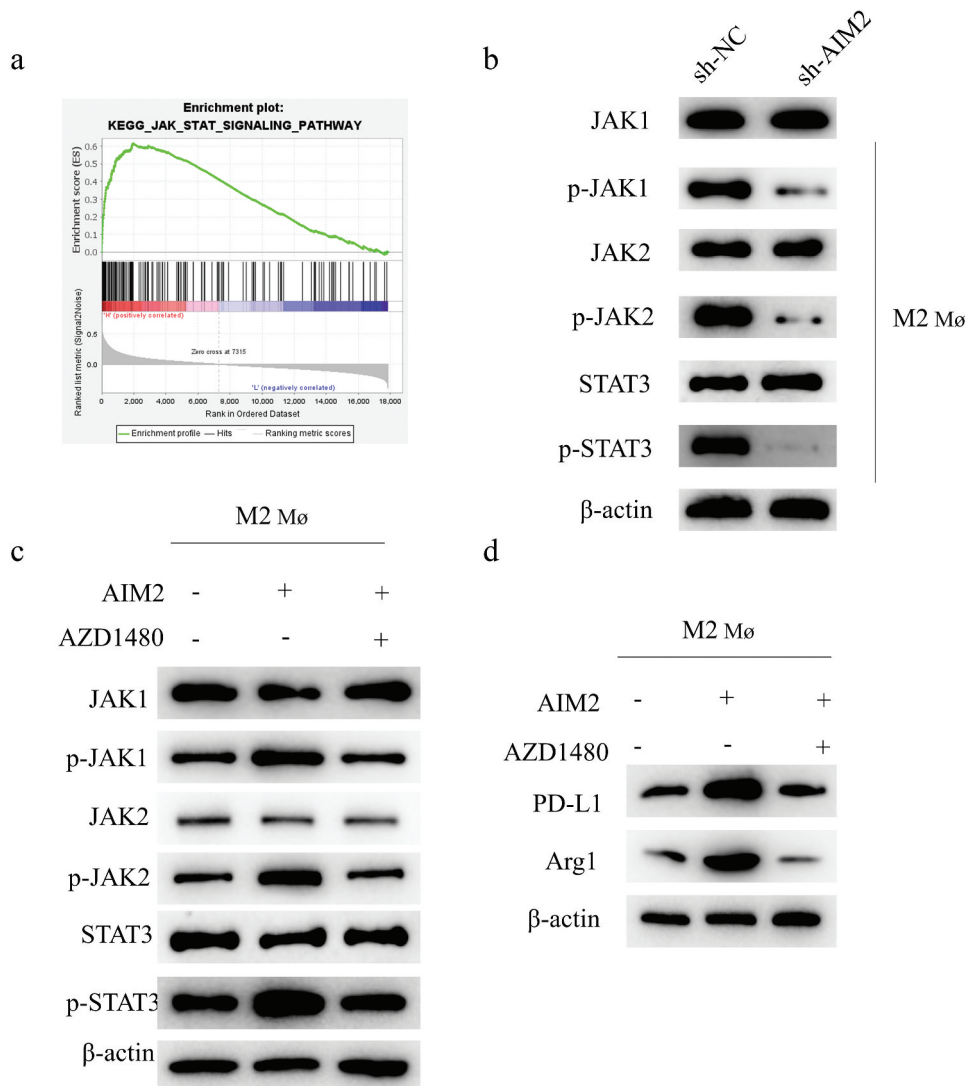 a
Enrichment plot:
KEGG_JAK_STAT_SIGNALING_PATHWAY
Enrichment score (ES)
0.6
0.5
0.4
0.3
0.2
0.1
0.0
'H' (positively correlated)
Ranked list metric (Signal2Noise)
0.5
0.0
Zero cross at 7315
'L' (negatively correlated)
0 2,000 4,000 6,000 8,000 10,000 12,000 14,000 16,000 18,000
Rank in Ordered Dataset
Enrichment profile Hits Ranking metric scores
b
sh-NC sh-AIM2
JAK1
p-JAK1
JAK2
p-JAK2
STAT3
p-STAT3
β-actin
M2 Mø
c
M2 Mø
AIM2 - + +
AZD1480 - - +
JAK1
p-JAK1
JAK2
p-JAK2
STAT3
p-STAT3
β-actin
d
M2 Mø
AIM2 - + +
AZD1480 - - +
PD-L1
Arg1
β-actin